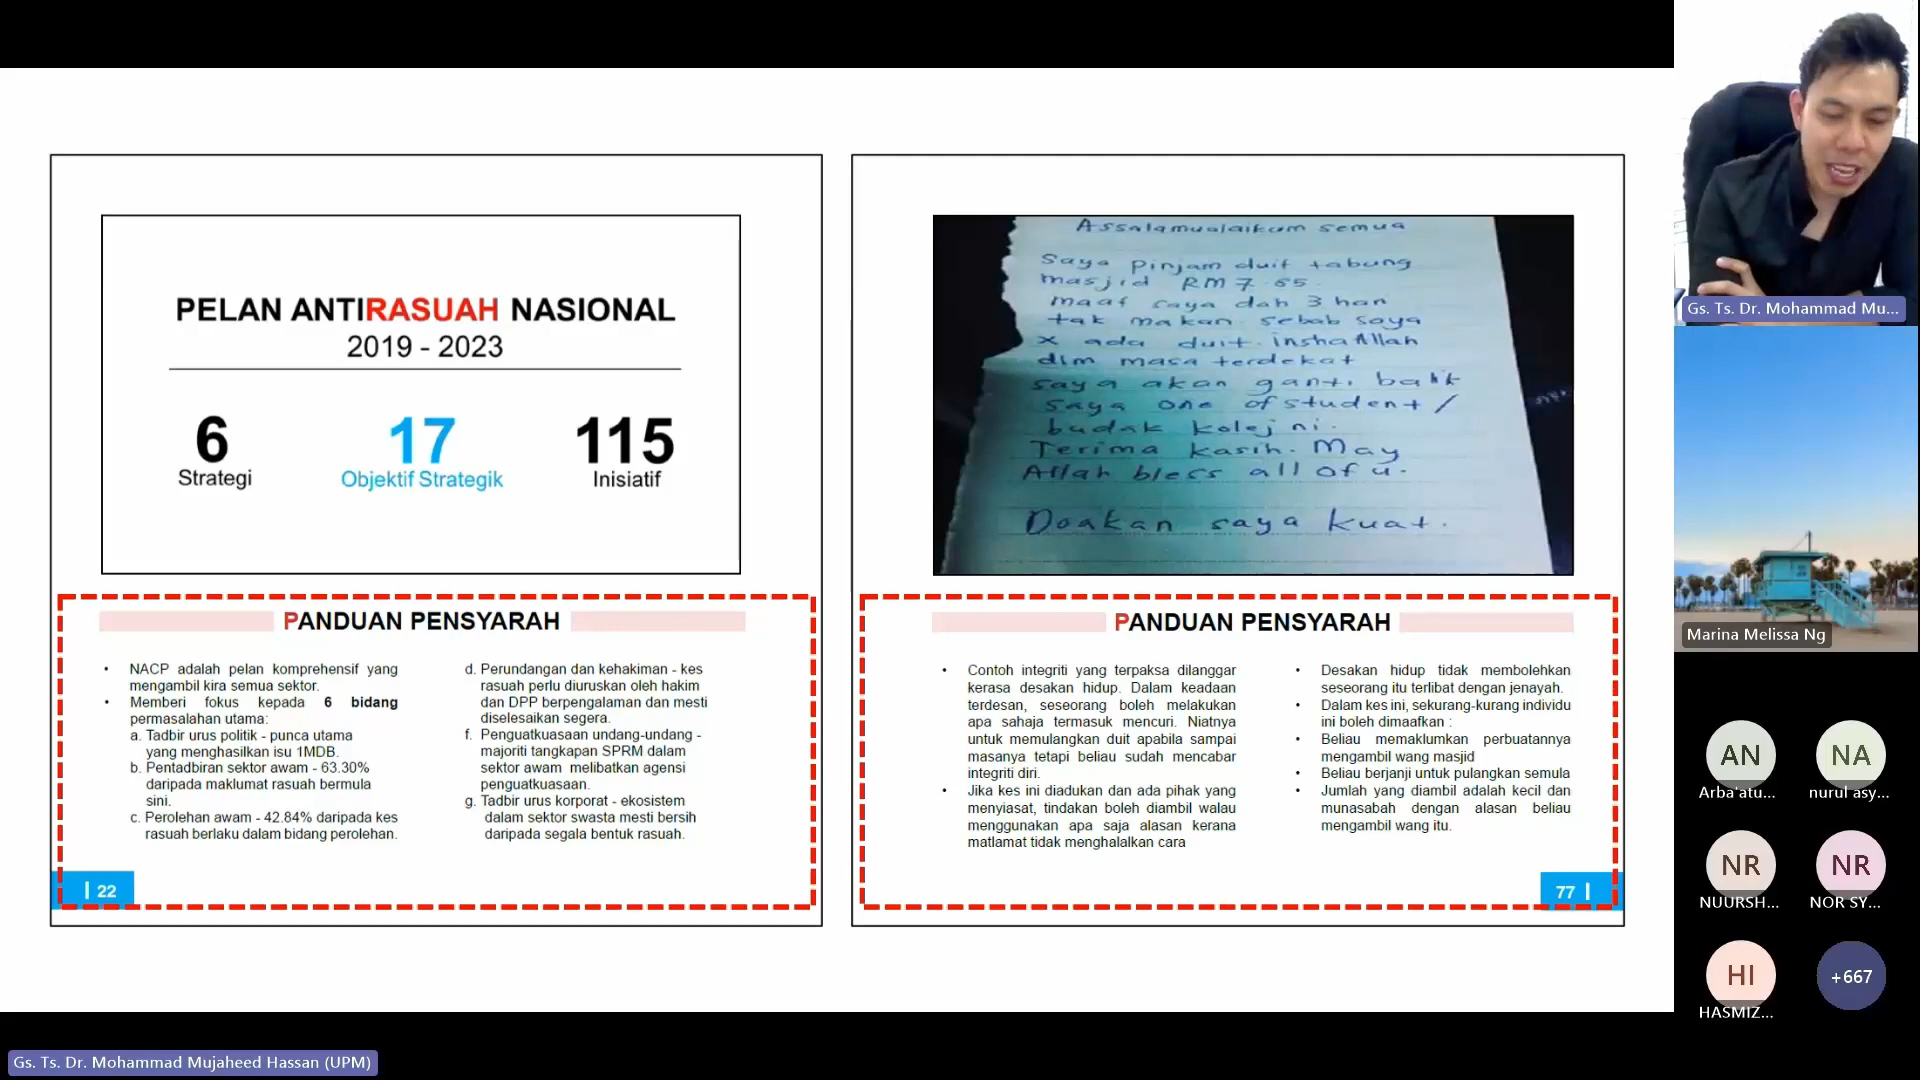 PELAN ANTIRASUAH NASIONAL
2019 - 2023
6
Strategi
17
Objektif Strategik
115
Inisiatif
PANDUAN PENSYARAH
• NACP adalah pelan komprehensif yang
mengambil kira semua sektor.
• Memberi fokus kepada 6 bidang
permasalahan utama:
a. Tadbir urus politik - punca utama
yang menghasilkan isu 1MDB.
b. Pentadbiran sektor awam - 63.30%
daripada maklumat rasuah bermula
sini.
c. Perolehan awam - 42.84% daripada kes
rasuah berlaku dalam bidang perolehan.
d. Perundangan dan kehakiman - kes
rasuah perlu diuruskan oleh hakim
dan DPP berpengalaman dan mesti
diselesaikan segera.
f. Penguatkuasaan undang-undang -
majoriti tangkapan SPRM dalam
sektor awam melibatkan agensi
penguatkuasaan.
g. Tadbir urus korporat - ekosistem
dalam sektor swasta mesti bersih
daripada segala bentuk rasuah.
| 22
Assalamualaikum semua
Saya pinjam duit tabung
masjid RM 7.65.
maaf saya dah 3 hari
tak makan sebab saya
x ada duit. inshaAllah
dlm masa terdekat
saya akan ganti balik
saya one of student /
budak kolej ni.
Terima kasih. May
Allah bless all of u.
Doakan saya kuat.
PANDUAN PENSYARAH
• Contoh integriti yang terpaksa dilanggar
kerasa desakan hidup. Dalam keadaan
terdesan, seseorang boleh melakukan
apa sahaja termasuk mencuri. Niatnya
untuk memulangkan duit apabila sampai
masanya tetapi beliau sudah mencabar
integriti diri.
• Jika kes ini diadukan dan ada pihak yang
menyiasat, tindakan boleh diambil walau
menggunakan apa saja alasan kerana
matlamat tidak menghalalkan cara
• Desakan hidup tidak membolehkan
seseorang itu terlibat dengan jenayah.
• Dalam kes ini, sekurang-kurang individu
ini boleh dimaafkan :
• Beliau memaklumkan perbuatannya
mengambil wang masjid
• Beliau berjanji untuk pulangkan semula
• Jumlah yang diambil adalah kecil dan
munasabah dengan alasan beliau
mengambil wang itu.
77 |
Gs. Ts. Dr. Mohammad Mu...
Marina Melissa Ng
AN
Arba'atu...
NA
nurul asy...
NR
NUURSH...
NR
NOR SY...
HI
HASMIZ...
+667
Gs. Ts. Dr. Mohammad Mujaheed Hassan (UPM)